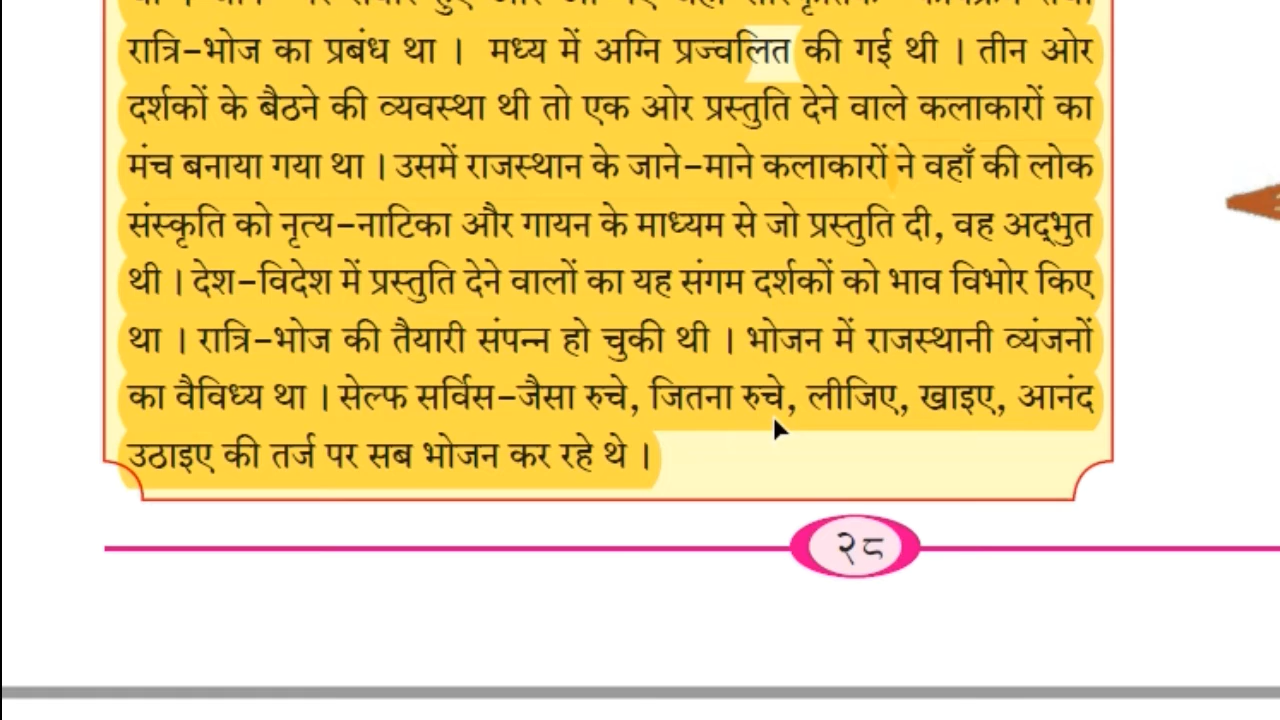 रात्रि-भोज का प्रबंध था । मध्य में अग्नि प्रज्वलित की गई थी । तीन ओर
दर्शकों के बैठने की व्यवस्था थी तो एक ओर प्रस्तुति देने वाले कलाकारों का
मंच बनाया गया था । उसमें राजस्थान के जाने-माने कलाकारों ने वहाँ की लोक
संस्कृति को नृत्य-नाटिका और गायन के माध्यम से जो प्रस्तुति दी, वह अद्भुत
थी । देश-विदेश में प्रस्तुति देने वालों का यह संगम दर्शकों को भाव विभोर किए
था । रात्रि-भोज की तैयारी संपन्न हो चुकी थी । भोजन में राजस्थानी व्यंजनों
का वैविध्य था । सेल्फ सर्विस-जैसा रुचे, जितना रुचे, लीजिए, खाइए, आनंद
उठाइए की तर्ज पर सब भोजन कर रहे थे ।
२८